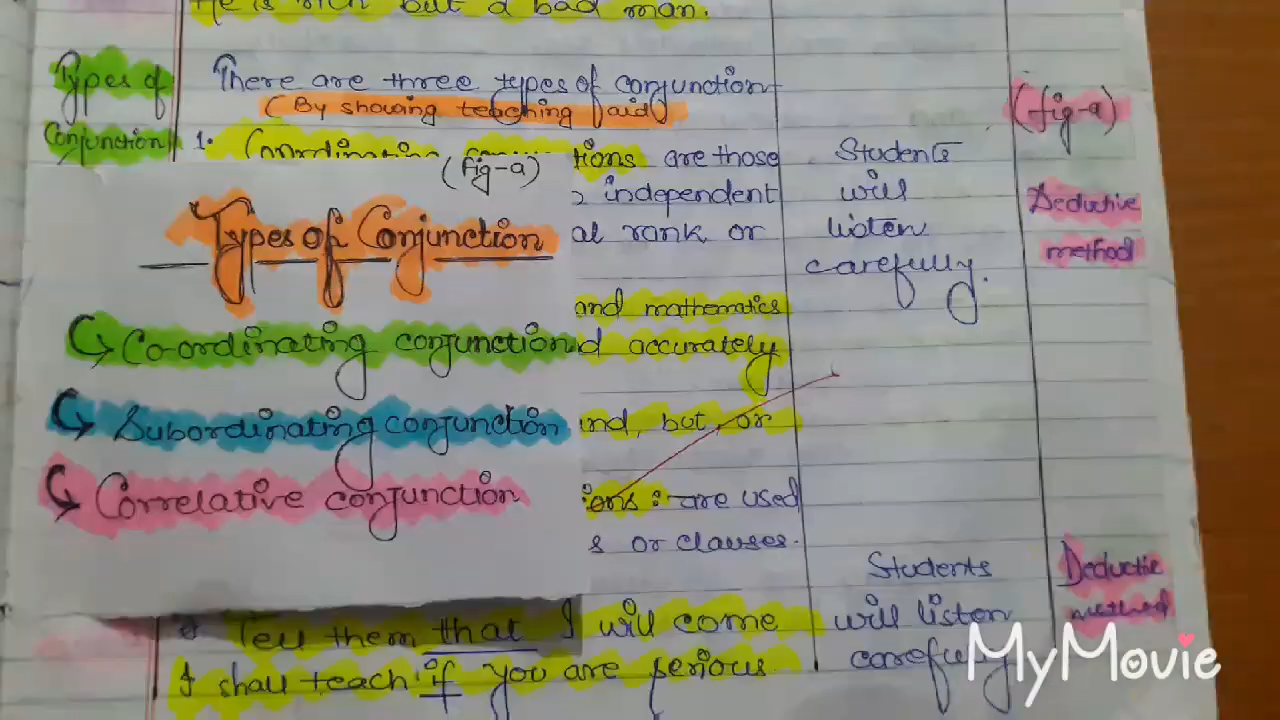 He is rich but a bad man.
Types of
Conjunction
There are three types of conjunction
(By showing teaching aid)
1. Coordinating
tions are those
independent
al rank or
and mathematics
d accurately
and, but, or
ions :- are used
s or clauses.
(fig-a)
Types of Conjunction
Co-ordinating conjunction
Subordinating conjunction
Correlative conjunction
Tell them that I will come
I shall teach if you are serious
Students
will
listen
carefully.
Students
will listen
carefully
(fig-a)
Deductive
method
Deductie
method
MyMovie